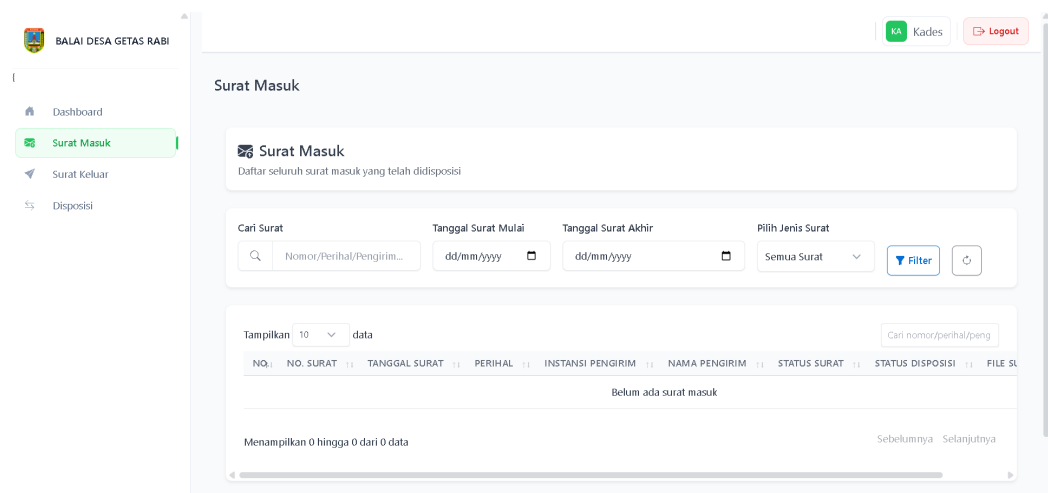 BALAI DESA GETAS RABI
KA Kades Logout
[
Dashboard
Surat Masuk
Surat Keluar
Disposisi
Surat Masuk
Surat Masuk
Daftar seluruh surat masuk yang telah didisposisi
Cari Surat Tanggal Surat Mulai Tanggal Surat Akhir Pilih Jenis Surat
Nomor/Perihal/Pengirim... dd/mm/yyyy dd/mm/yyyy Semua Surat Filter
Tampilkan 10 data Cari nomor/perihal/peng
NO. NO. SURAT TANGGAL SURAT PERIHAL INSTANSI PENGIRIM NAMA PENGIRIM STATUS SURAT STATUS DISPOSISI FILE SU
Belum ada surat masuk
Menampilkan 0 hingga 0 dari 0 data Sebelumnya Selanjutnya